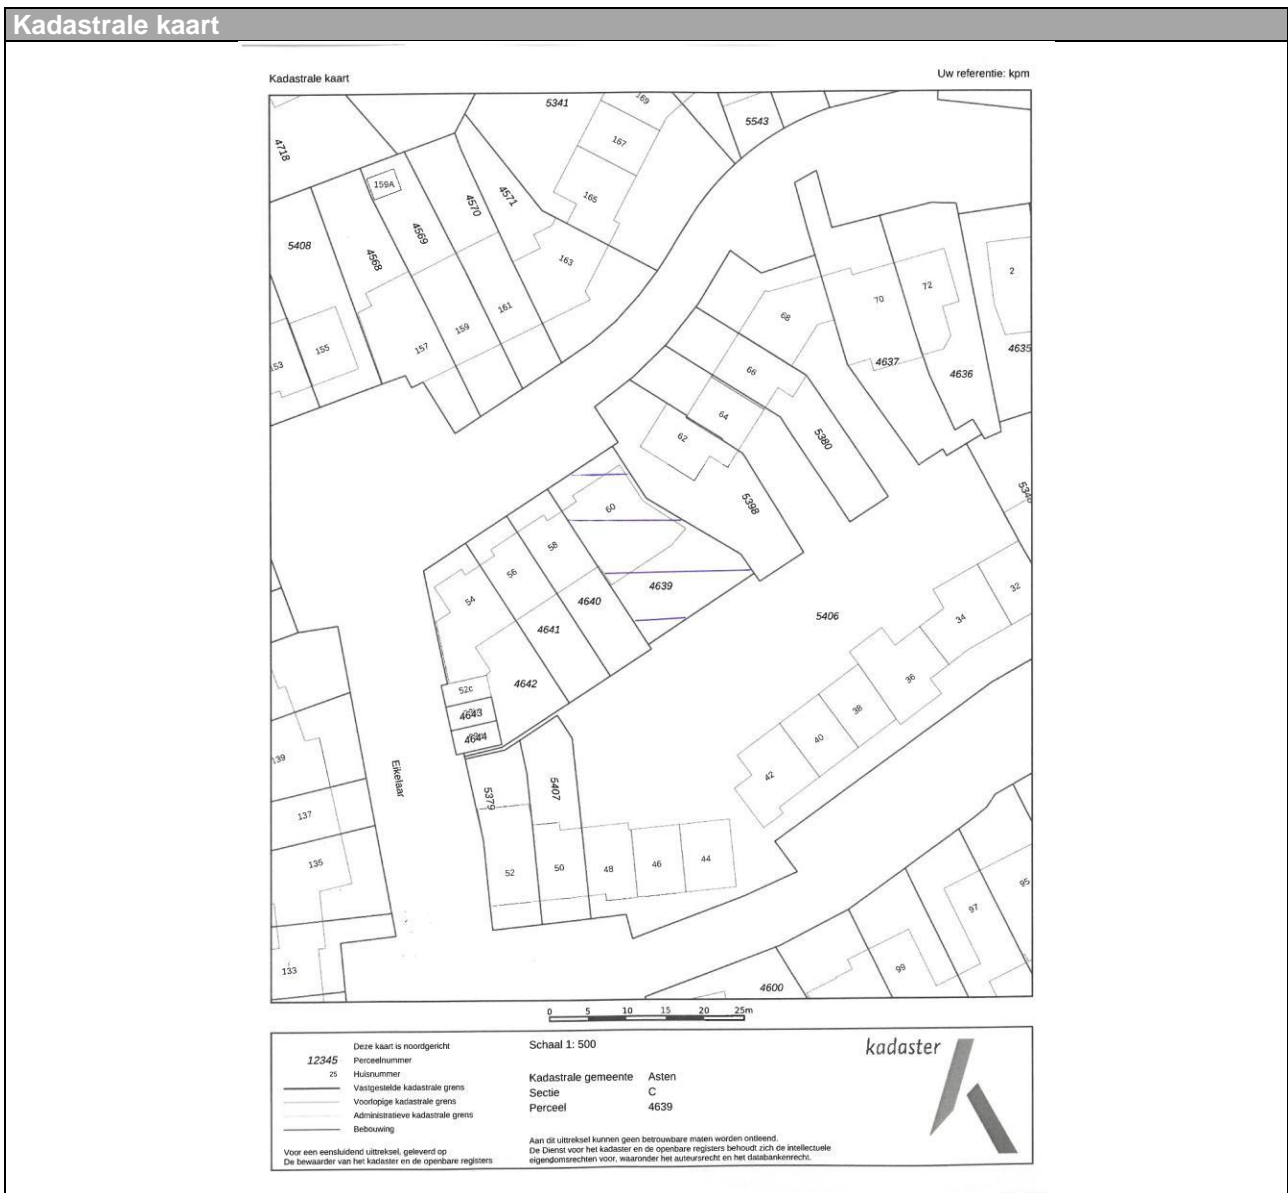 Kadastrale kaart
Kadastrale kaart
Uw referentie: kpm
5341
169
5543
4718
167
159A
165
4571
4570
4569
5408
4568
163
161
159
157
155
153
2
72
70
68
4635
4637
4636
66
64
62
5380
5398
60
58
56
54
4639
4640
4641
4642
5406
32
34
36
38
40
42
52c
4643
4644
Eikelaar
139
137
135
133
5379
5407
52
50
48
46
44
95
97
99
4600
0 5 10 15 20 25m
Deze kaart is noordgericht
12345 Perceelnummer
25 Huisnummer
Vastgestelde kadastrale grens
Voorlopige kadastrale grens
Administratieve kadastrale grens
Bebouwing
Voor een eensluidend uittreksel, geleverd op
De bewaarder van het kadaster en de openbare registers
Schaal 1: 500
Kadastrale gemeente Asten
Sectie C
Perceel 4639
Aan dit uittreksel kunnen geen betrouwbare maten worden ontleend.
De Dienst voor het kadaster en de openbare registers behoudt zich de intellectuele
eigendomsrechten voor, waaronder het auteursrecht en het databankenrecht.
kadaster